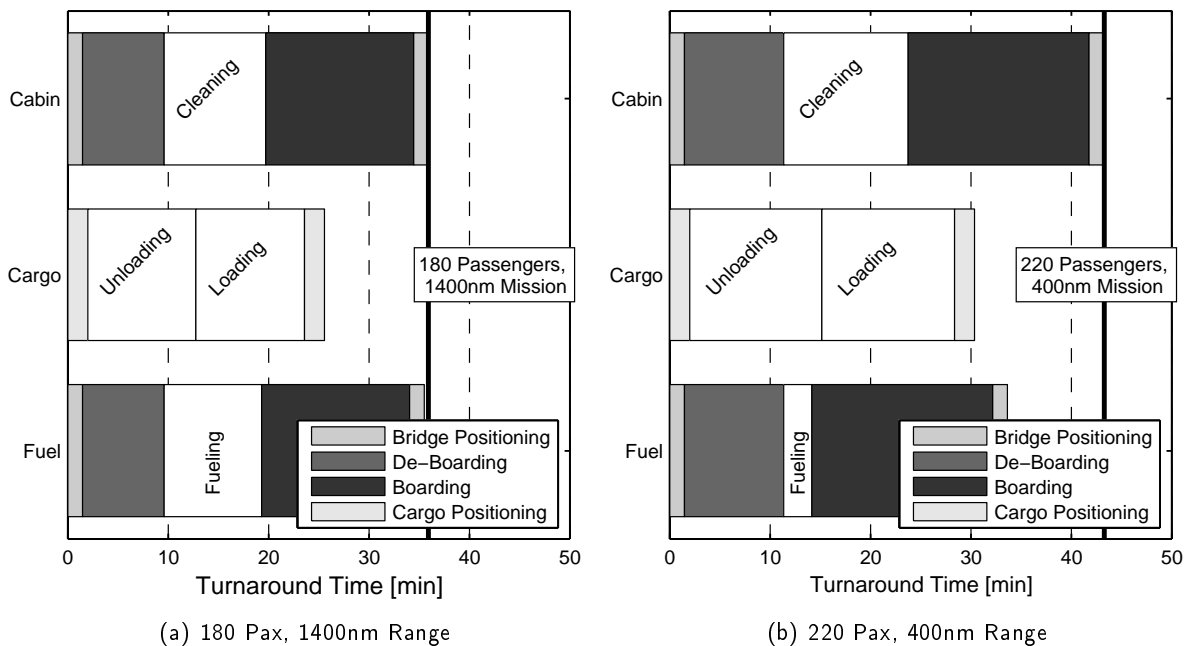 Cabin
Cleaning
Cargo
Unloading
Loading
180 Passengers,
1400nm Mission
Fuel
Fueling
Bridge Positioning
De-Boarding
Boarding
Cargo Positioning
0 10 20 30 40 50
Turnaround Time [min]
(a) 180 Pax, 1400nm Range
Cabin
Cleaning
Cargo
Unloading
Loading
220 Passengers,
400nm Mission
Fuel
Fueling
Bridge Positioning
De-Boarding
Boarding
Cargo Positioning
0 10 20 30 40 50
Turnaround Time [min]
(b) 220 Pax, 400nm Range